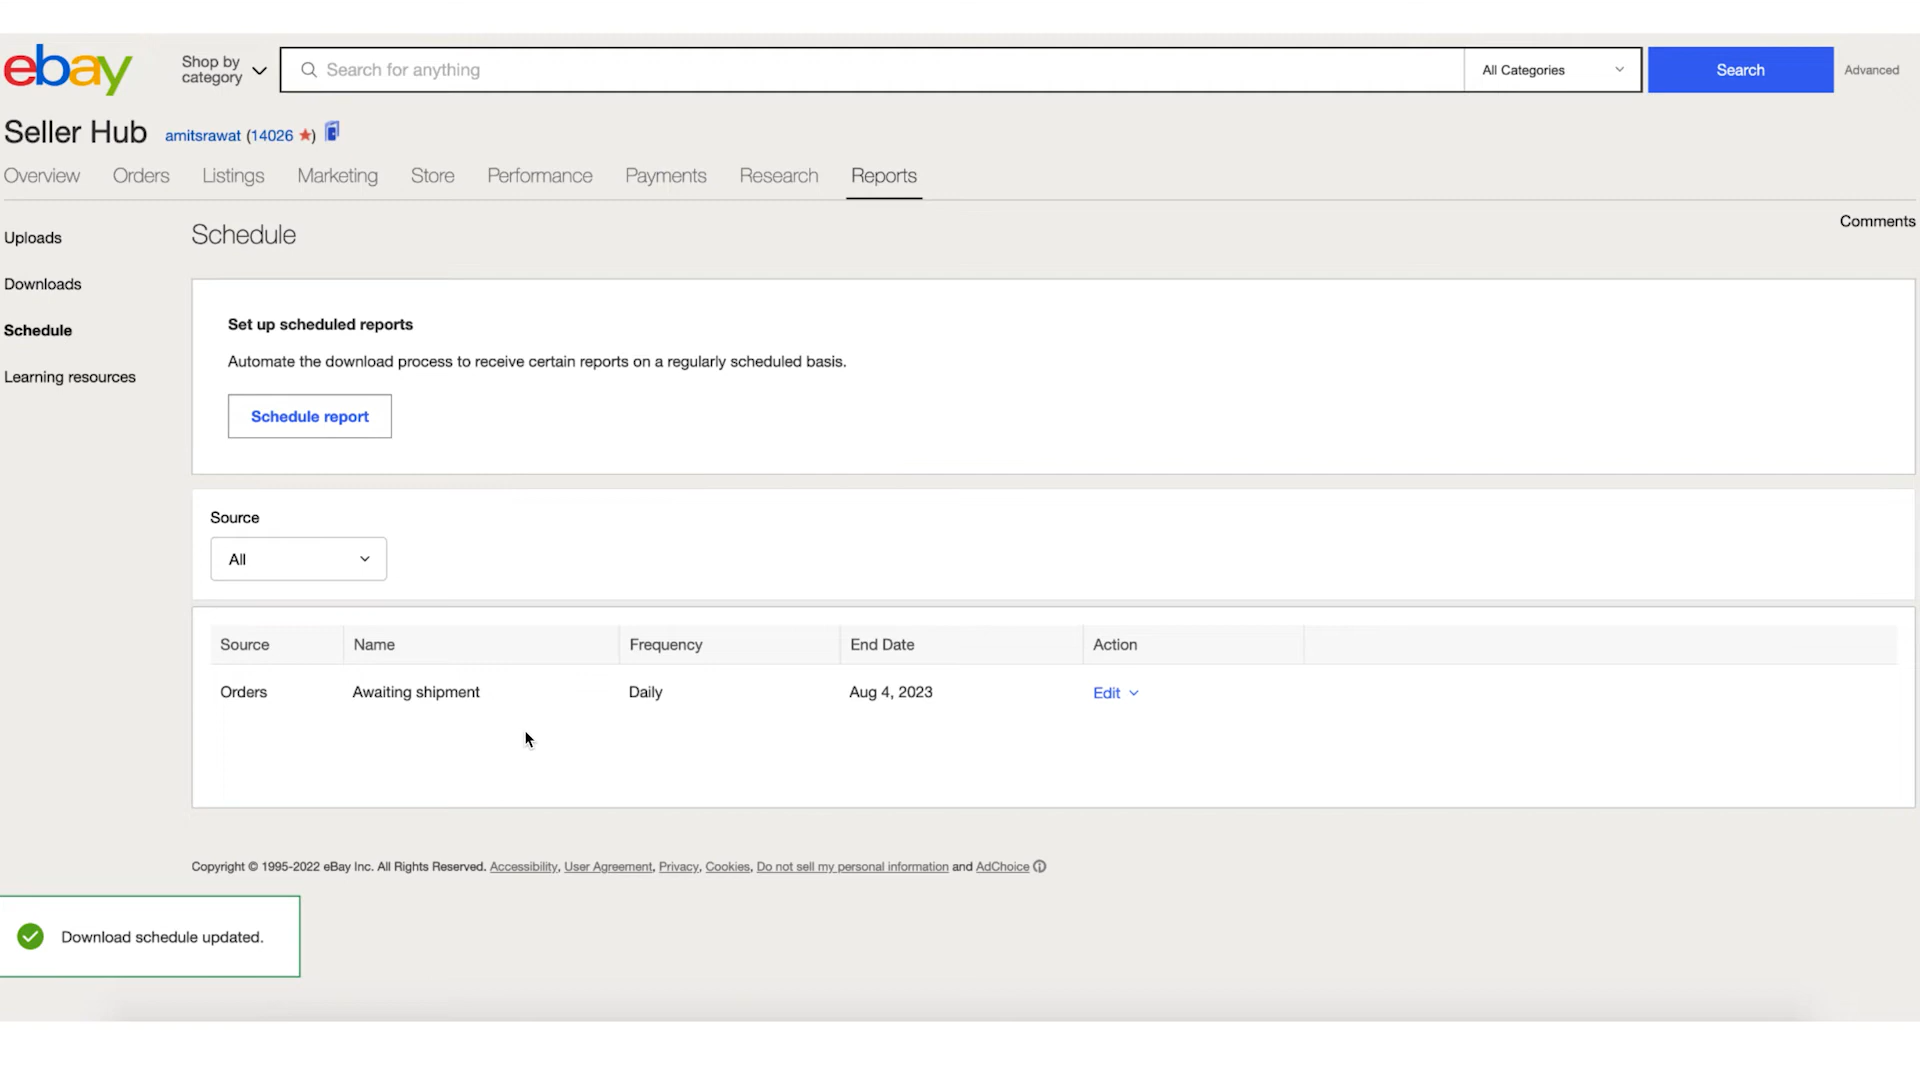 ebay
Shop by
category
Search for anything
All Categories
Search
Advanced
Seller Hub amitsrawat (14026 ★)
Overview Orders Listings Marketing Store Performance Payments Research Reports
Comments
Uploads
Downloads
Schedule
Learning resources
Schedule
Set up scheduled reports
Automate the download process to receive certain reports on a regularly scheduled basis.
Schedule report
Source
All
Source Name Frequency End Date Action
Orders Awaiting shipment Daily Aug 4, 2023 Edit
Copyright © 1995-2022 eBay Inc. All Rights Reserved. Accessibility, User Agreement, Privacy, Cookies, Do not sell my personal information and AdChoice
Download schedule updated.